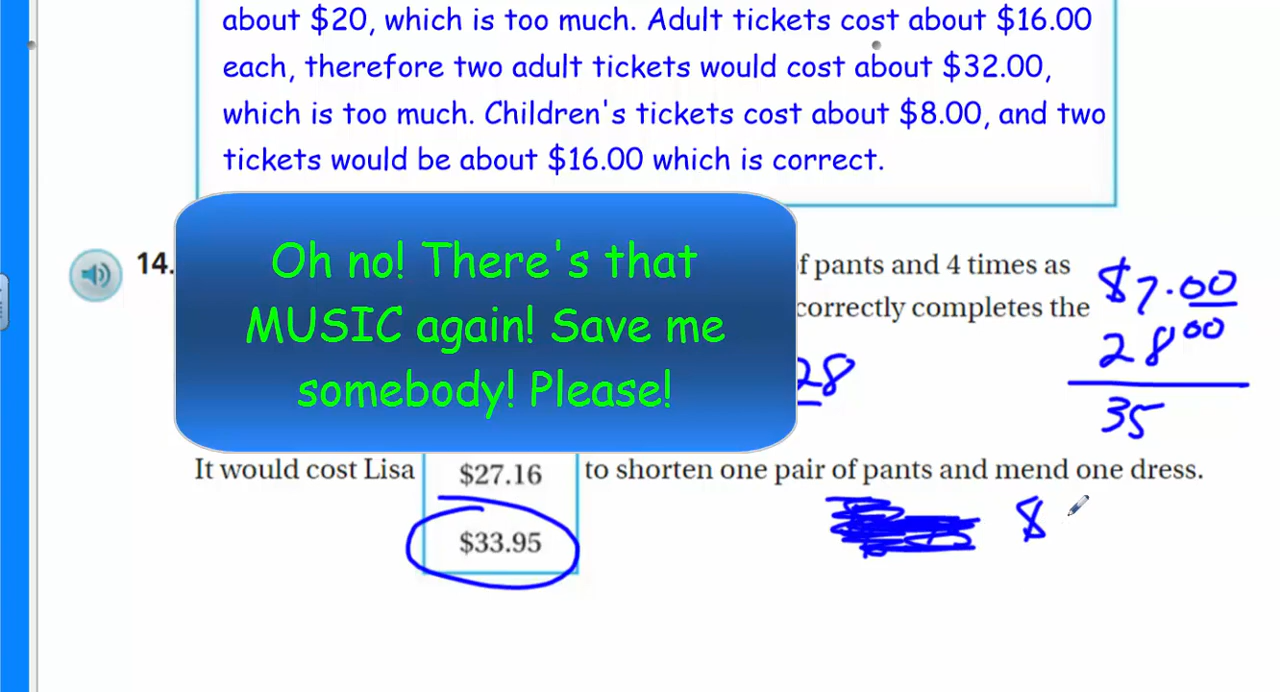 about $20, which is too much. Adult tickets cost about $16.00
each, therefore two adult tickets would cost about $32.00,
which is too much. Children's tickets cost about $8.00, and two
tickets would be about $16.00 which is correct.
14.
f pants and 4 times as
correctly completes the
Oh no! There's that
MUSIC again! Save me
somebody! Please!
$7.00
28 00
35
28
It would cost Lisa $27.16 to shorten one pair of pants and mend one dress.
$33.95
8